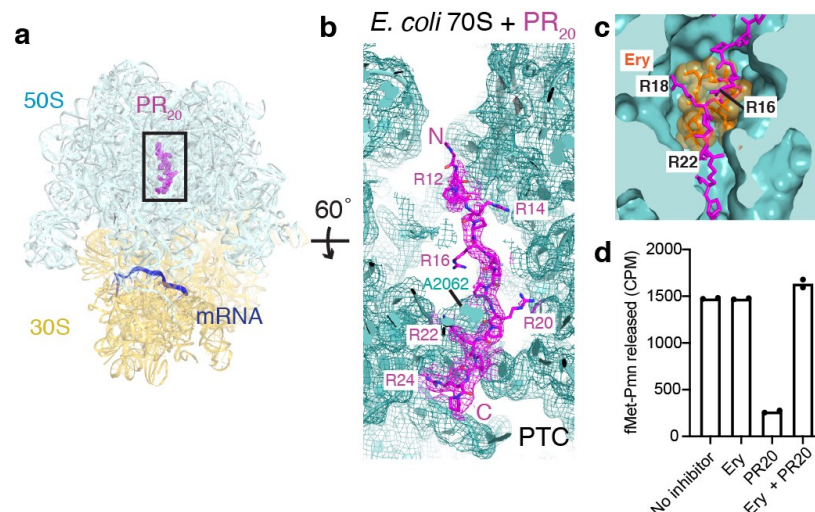 a
50S
PR20
mRNA
30S
60°
b
E. coli 70S + PR20
N
R12
R14
R16
A2062
R20
R22
R24
C
PTC
c
Ery
R18
R16
R22
d
fMet-Pmn released (CPM)
2000
1500
1000
500
0
No inhibitor
Ery
PR20
Ery + PR20